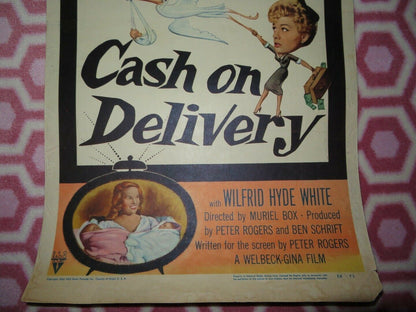 Cash on
Delivery
with WILFRID HYDE WHITE
Directed by MURIEL BOX · Produced
by PETER ROGERS and BEN SCHRIFT
Written for the screen by PETER ROGERS
A WELBECK-GINA FILM